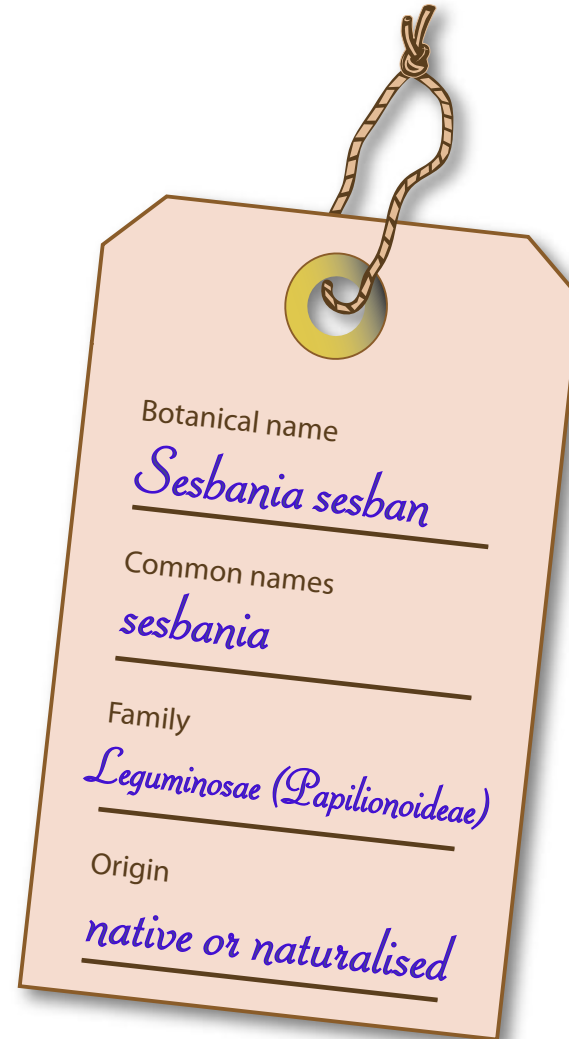 Botanical name
Sesbania sesban
Common names
sesbania
Family
Leguminosae (Papilionoideae)
Origin
native or naturalised